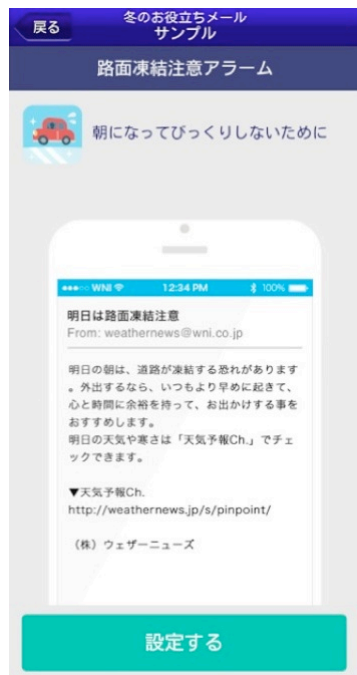 戻る
冬のお役立ちメール
サンプル
路面凍結注意アラーム
朝になってびっくりしないために
WNI
12:34 PM
100%
明日は路面凍結注意
From: weathernews@wni.co.jp
明日の朝は、道路が凍結する恐れがあります
。外出するなら、いつもより早めに起きて、
心と時間に余裕を持って、お出かけする事を
おすすめします。
明日の天気や寒さは「天気予報Ch.」でチェ
ックできます。
▼天気予報Ch.
http://weathernews.jp/s/pinpoint/
（株）ウェザーニューズ
設定する